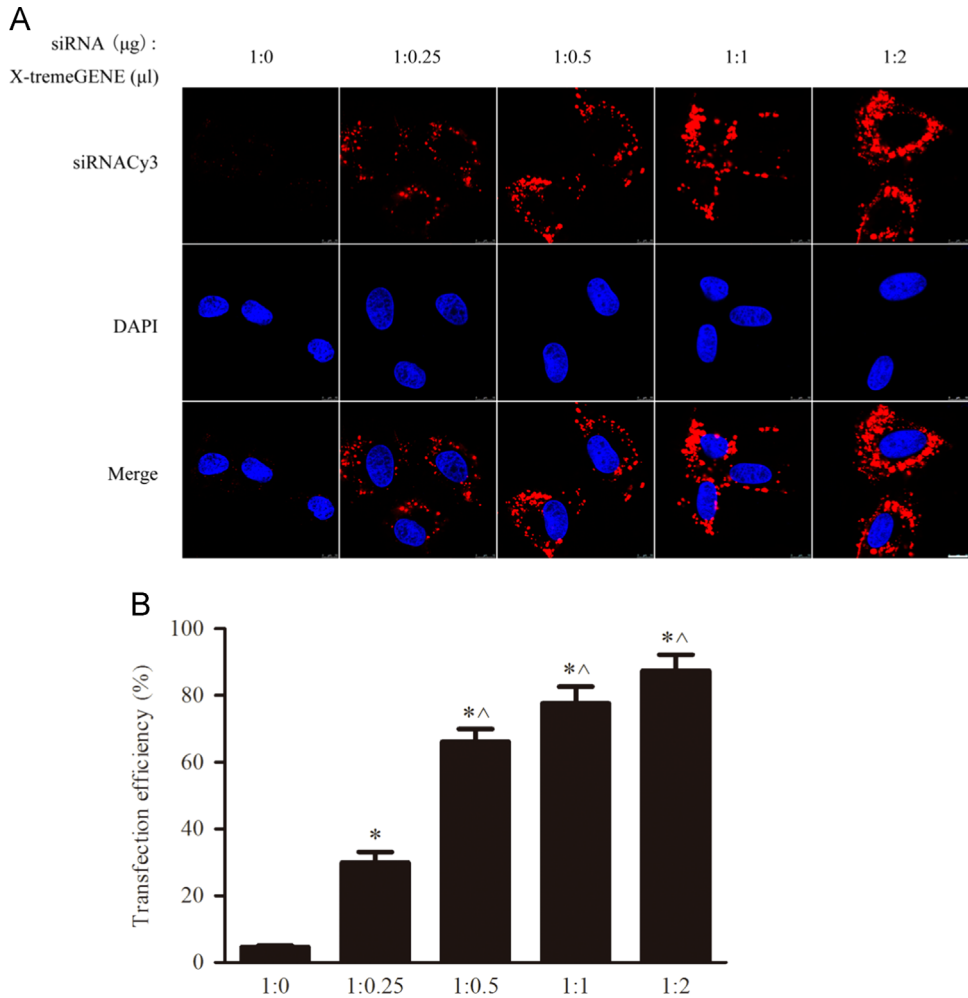 A
siRNA (μg) :
X-tremeGENE (μl)
1:0 1:0.25 1:0.5 1:1 1:2
siRNACy3
DAPI
Merge
B
Transfection efficiency (%)
100
80
60
40
20
0
*
*^
*^
*^
1:0 1:0.25 1:0.5 1:1 1:2